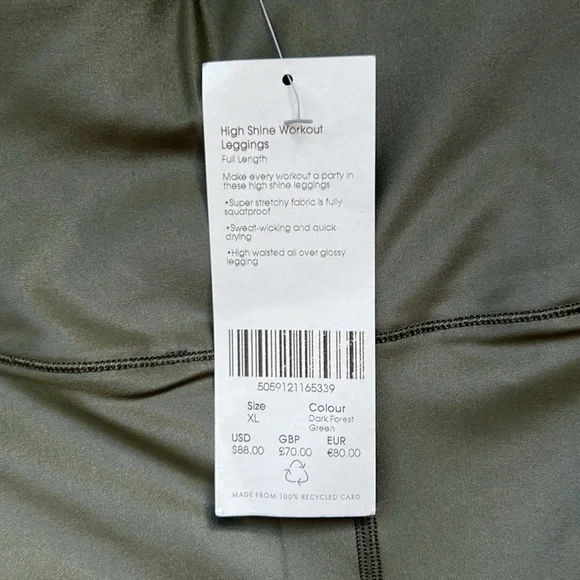 High Shine Workout
Leggings
Full Length
Make every workout a party in
these high shine leggings
•Super stretchy fabric is fully
squatproof
•Sweat-wicking and quick
drying
•High waisted all over glossy
legging
5059121165339
Size Colour
XL Dark Forest
Green
USD GBP EUR
$88.00 £70.00 €80.00
MADE FROM 100% RECYCLED CARD